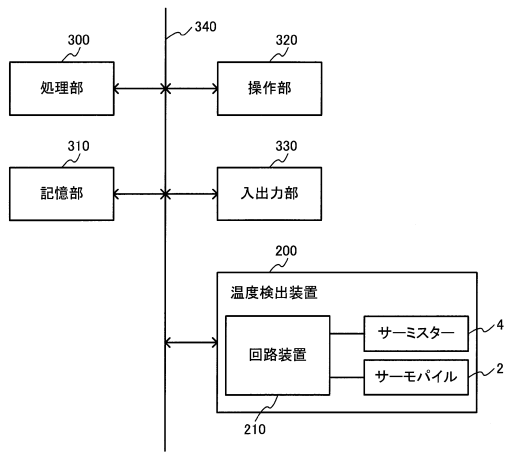 340
300
処理部
320
操作部
310
記憶部
330
入出力部
200
温度検出装置
回路装置
210
サーミスター
4
サーモパイル
2